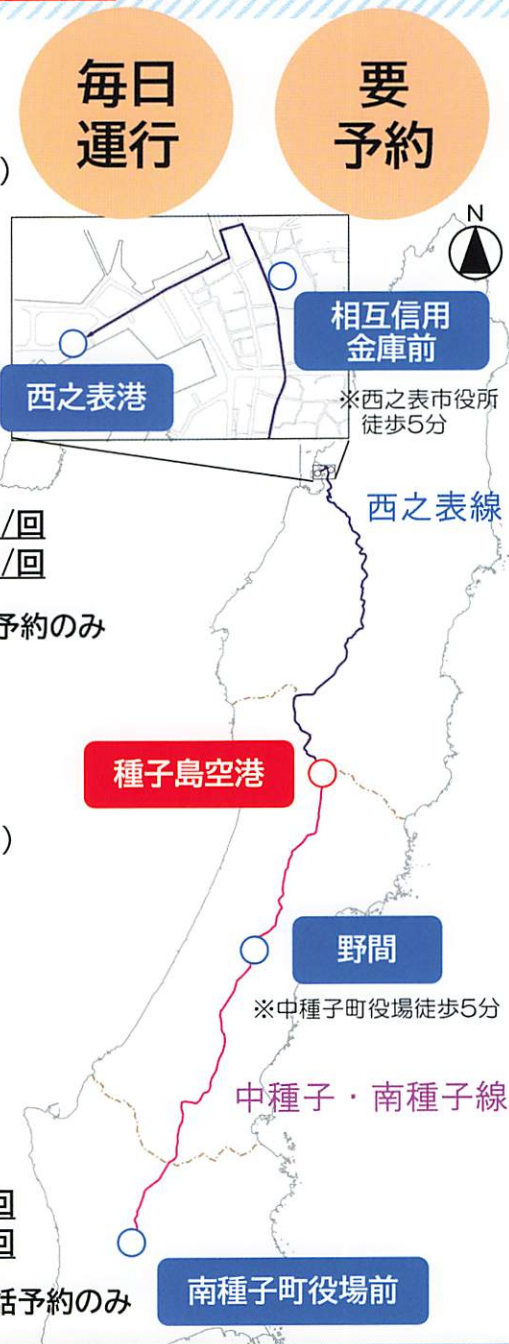 毎日
運行
要
予約
)
N
相互信用
金庫前
西之表港
※西之表市役所
徒歩5分
西之表線
/回
/回
予約のみ
種子島空港
)
野間
※中種子町役場徒歩5分
中種子・南種子線
回
回
話予約のみ
南種子町役場前